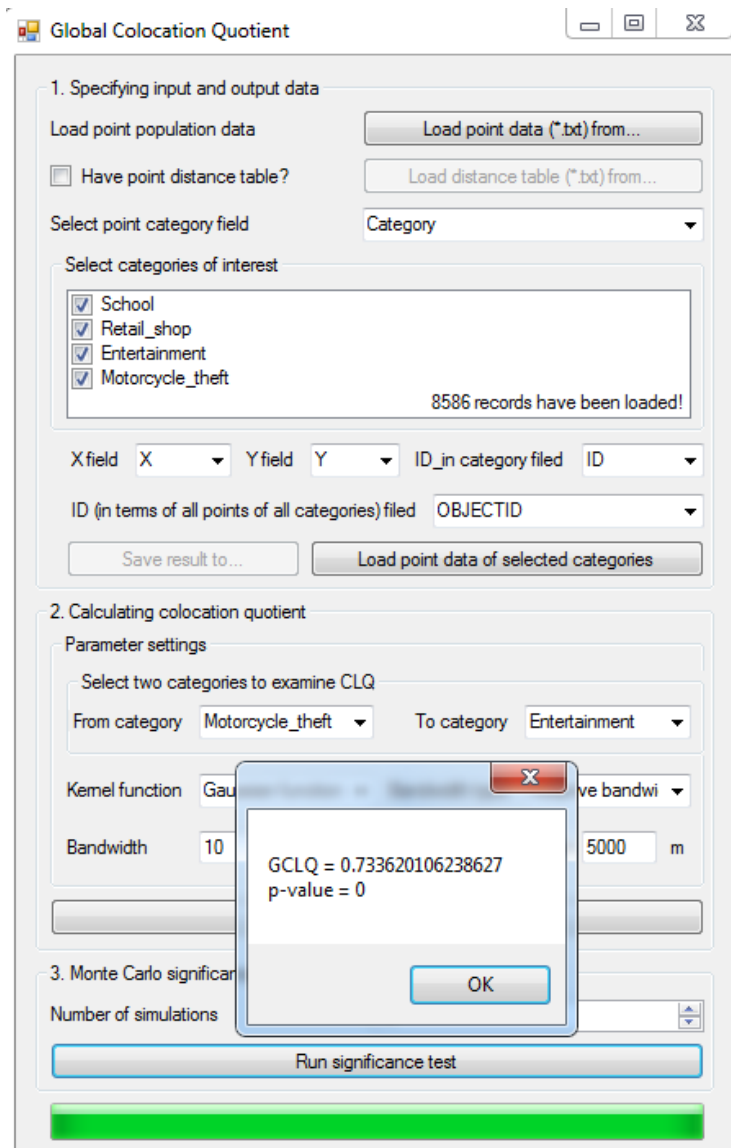 Global Colocation Quotient
1. Specifying input and output data
Load point population data
Load point data (*.txt) from...
Have point distance table?
Load distance table (*.txt) from...
Select point category field
Category
Select categories of interest
School
Retail_shop
Entertainment
Motorcycle_theft
8586 records have been loaded!
X field X Y field Y ID_in category filed ID
ID (in terms of all points of all categories) filed OBJECTID
Save result to...
Load point data of selected categories
2. Calculating colocation quotient
Parameter settings
Select two categories to examine CLQ
From category Motorcycle_theft To category Entertainment
Kernel function
Bandwidth 10 5000 m
GCLQ = 0.733620106238627
p-value = 0
OK
3. Monte Carlo
Number of simulations
Run significance test